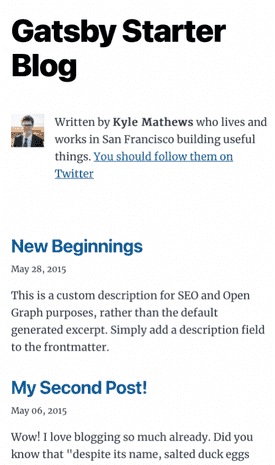 Gatsby Starter
Blog
Written by Kyle Mathews who lives and
works in San Francisco building useful
things. You should follow them on
Twitter
New Beginnings
May 28, 2015
This is a custom description for SEO and Open
Graph purposes, rather than the default
generated excerpt. Simply add a description field
to the frontmatter.
My Second Post!
May 06, 2015
Wow! I love blogging so much already. Did you
know that "despite its name, salted duck eggs